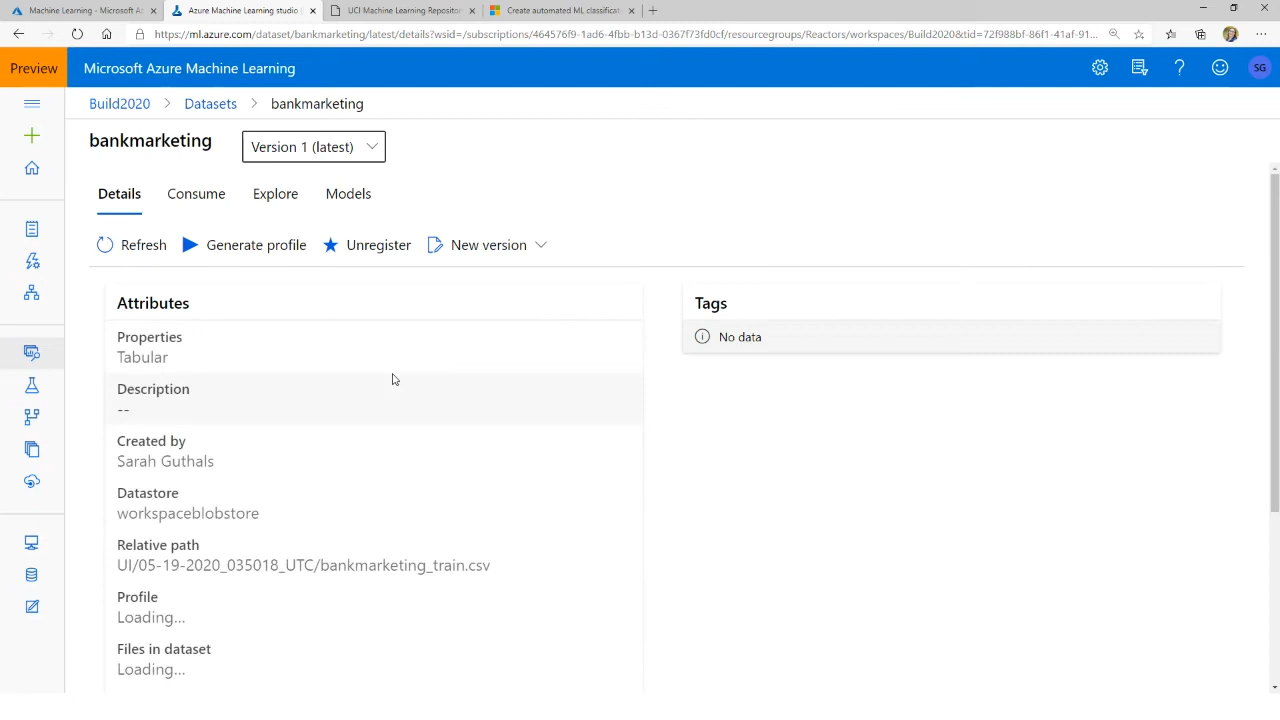 Machine Learning - Microsoft Az
Azure Machine Learning studio (
UCI Machine Learning Repositor
Create automated ML classificat
https://ml.azure.com/dataset/bankmarketing/latest/details?wsid=/subscriptions/464576f9-1ad6-4fbb-b13d-0367f73fd0cf/resourcegroups/Reactors/workspaces/Build2020&tid=72f988bf-86f1-41af-91...
Preview
Microsoft Azure Machine Learning
SG
Build2020 > Datasets > bankmarketing
bankmarketing
Version 1 (latest)
Details Consume Explore Models
Refresh Generate profile Unregister New version
Attributes
Properties
Tabular
Description
--
Created by
Sarah Guthals
Datastore
workspaceblobstore
Relative path
UI/05-19-2020_035018_UTC/bankmarketing_train.csv
Profile
Loading...
Files in dataset
Loading...
Tags
No data